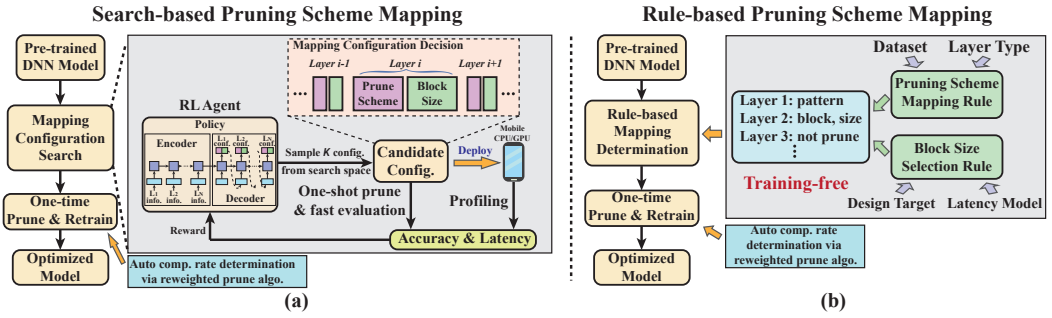 Search-based Pruning Scheme Mapping
Pre-trained
DNN Model
Mapping
Configuration
Search
One-time
Prune & Retrain
Optimized
Model
Mapping Configuration Decision
Layer i-1
Layer i
Layer i+1
...
Prune
Scheme
Block
Size
...
RL Agent
Policy
Encoder
L1
conf.
L2
conf.
LN
conf.
L1
info.
L2
info.
LN
info.
Decoder
Sample K config.
from search space
Candidate
Config.
Deploy
Mobile
CPU/GPU
One-shot prune
& fast evaluation
Profiling
Reward
Accuracy & Latency
Auto comp. rate determination
via reweighted prune algo.
(a)
Rule-based Pruning Scheme Mapping
Pre-trained
DNN Model
Rule-based
Mapping
Determination
One-time
Prune & Retrain
Optimized
Model
Dataset
Layer Type
Pruning Scheme
Mapping Rule
Layer 1: pattern
Layer 2: block, size
Layer 3: not prune
⋮
Block Size
Selection Rule
Training-free
Design Target
Latency Model
Auto comp. rate
determination via
reweighted prune algo.
(b)